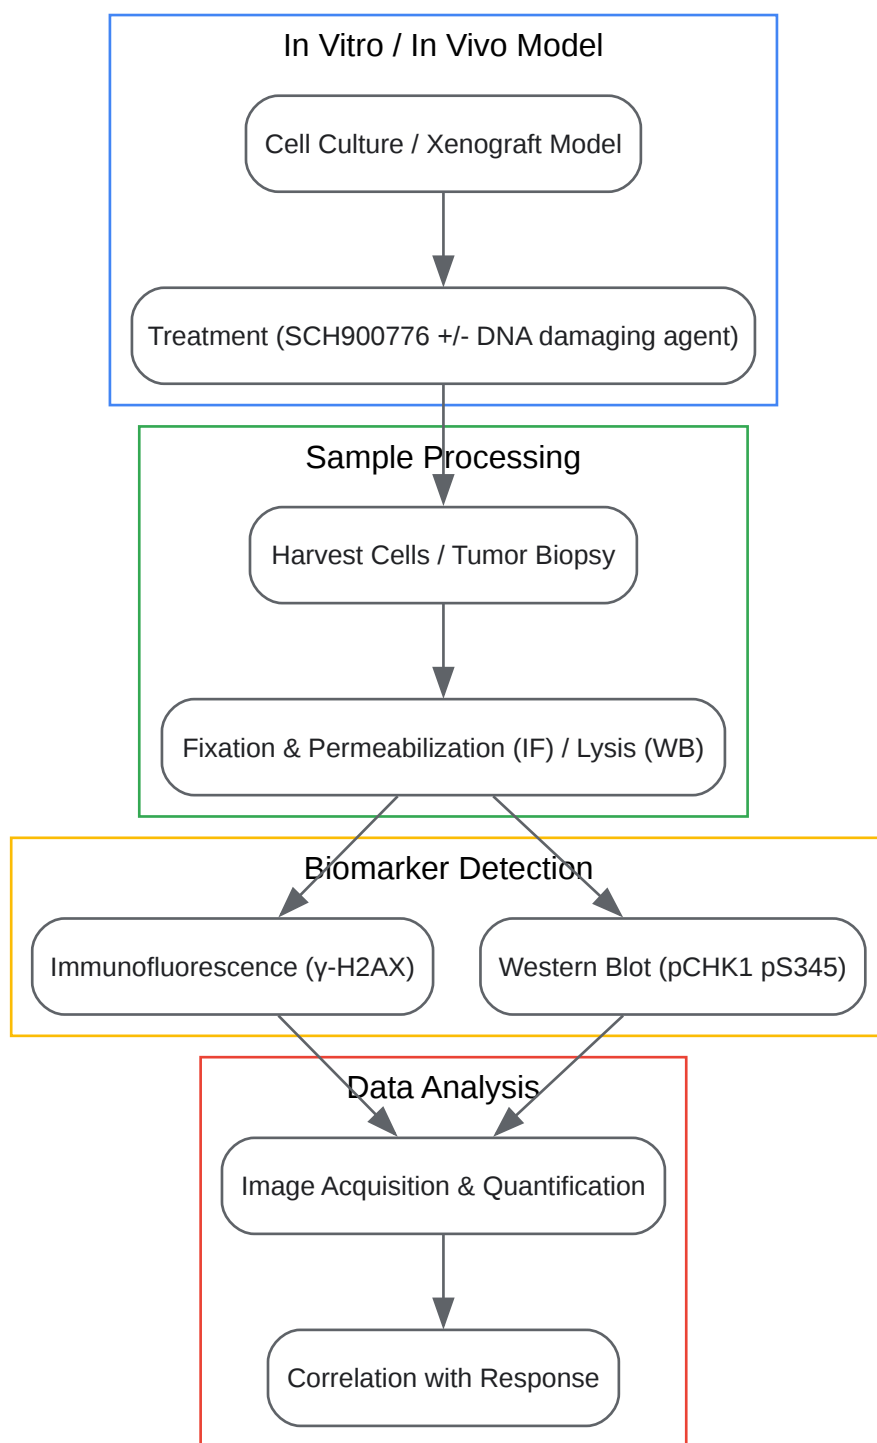 In Vitro / In Vivo Model
Cell Culture / Xenograft Model
Treatment (SCH900776 +/- DNA damaging agent)
Sample Processing
Harvest Cells / Tumor Biopsy
Fixation & Permeabilization (IF) / Lysis (WB)
Biomarker Detection
Immunofluorescence (γ-H2AX)
Western Blot (pCHK1 pS345)
Data Analysis
Image Acquisition & Quantification
Correlation with Response